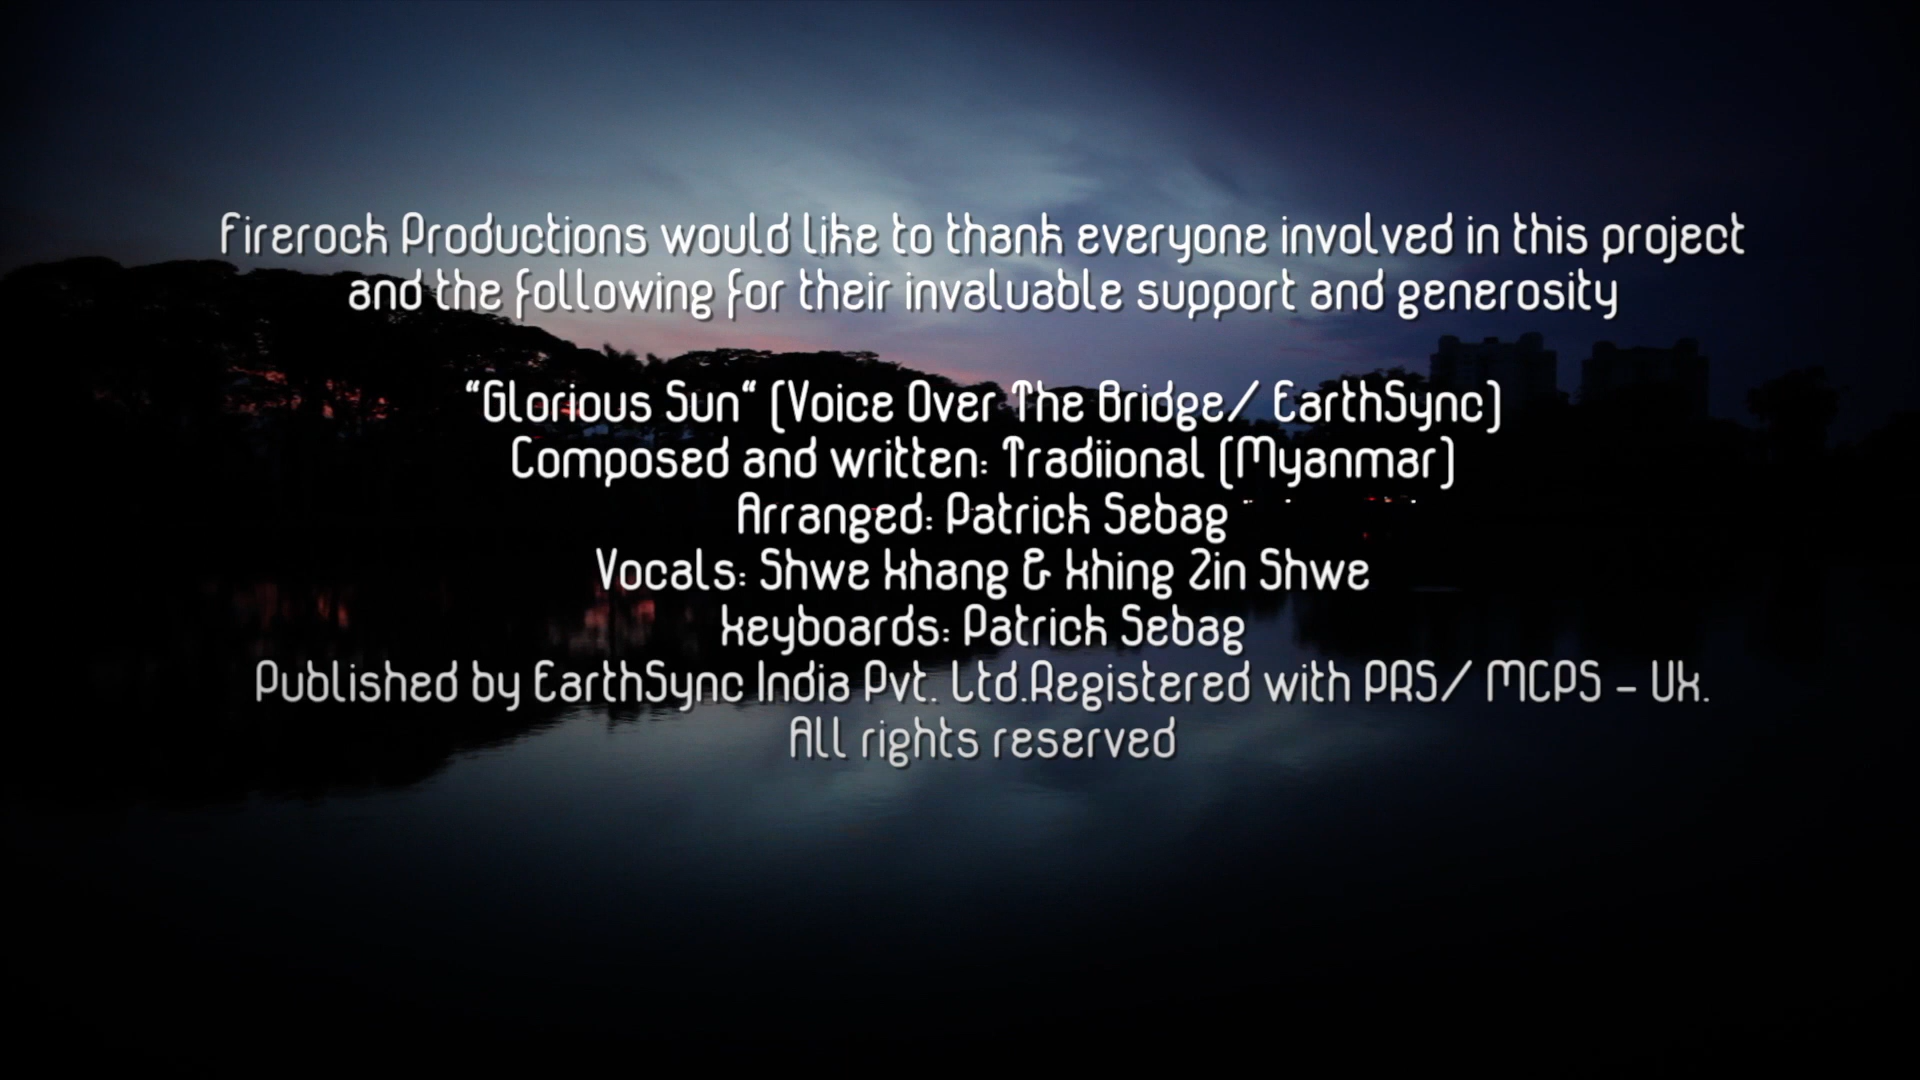 Firerock Productions would like to thank everyone involved in this project
and the following for their invaluable support and generosity
“Glorious Sun“ (Voice Over The Bridge/ EarthSync)
Composed and written: Tradiional (Myanmar)
Arranged: Patrick Sebag
Vocals: Shwe Khang & Khing Zin Shwe
Keyboards: Patrick Sebag
Published by EarthSync India Pvt. Ltd.Registered with PRS/ MCPS – UK.
All rights reserved